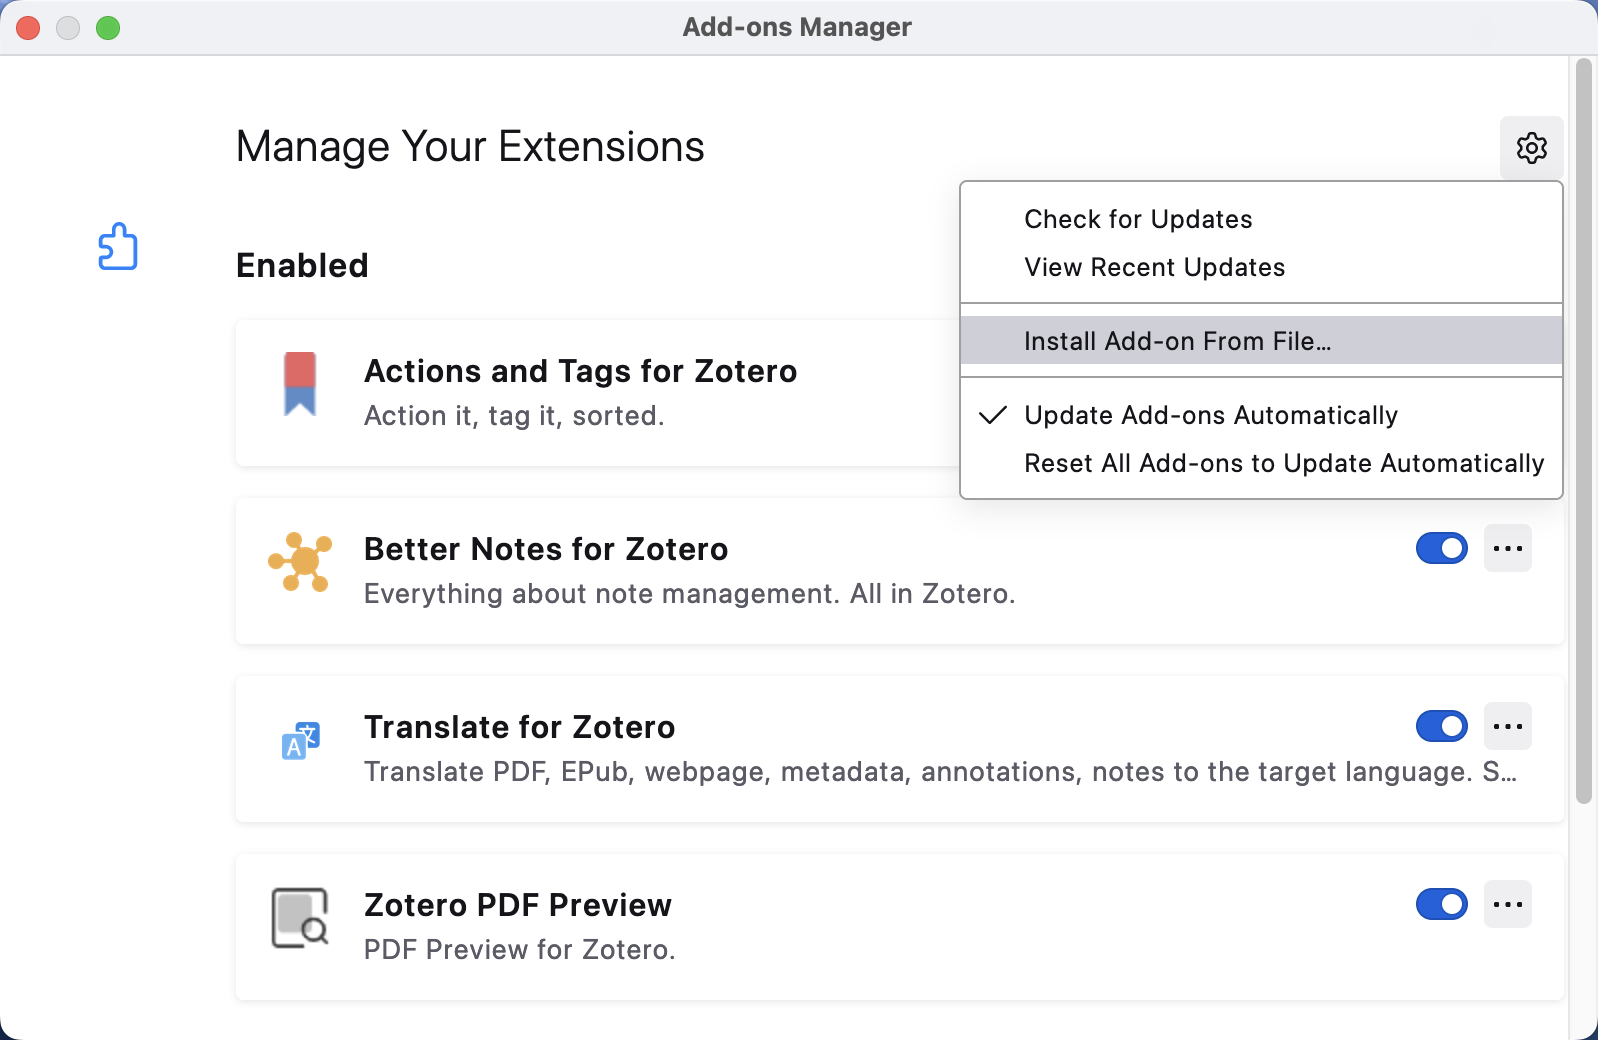 Add-ons Manager
Manage Your Extensions
Check for Updates
View Recent Updates
Install Add-on From File…
Update Add-ons Automatically
Reset All Add-ons to Update Automatically
Enabled
Actions and Tags for Zotero
Action it, tag it, sorted.
Better Notes for Zotero
Everything about note management. All in Zotero.
A文
Translate for Zotero
Translate PDF, EPub, webpage, metadata, annotations, notes to the target language. S…
Zotero PDF Preview
PDF Preview for Zotero.